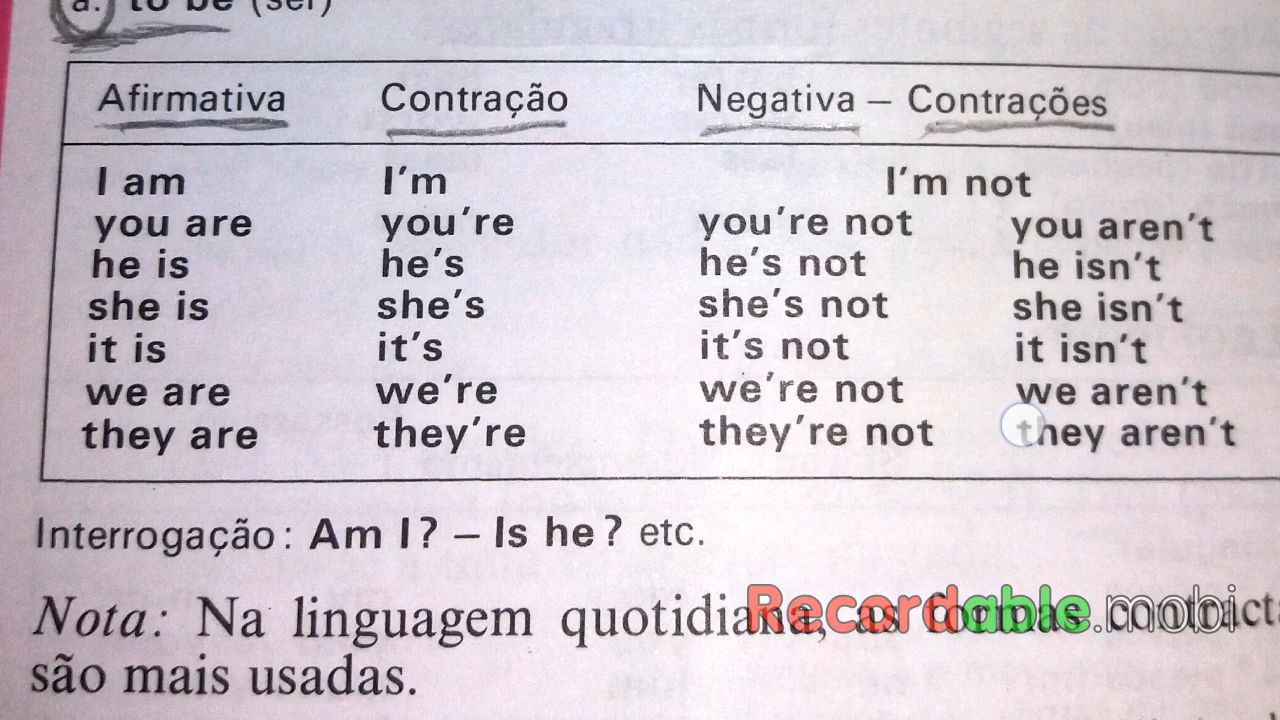 a. to be (ser)
Afirmativa Contração Negativa – Contrações
I am I'm I'm not
you are you're you're not you aren't
he is he's he's not he isn't
she is she's she's not she isn't
it is it's it's not it isn't
we are we're we're not we aren't
they are they're they're not they aren't
Interrogação: Am I? – Is he? etc.
Nota: Na linguagem quotidiana, as formas contract
são mais usadas.
Recordable.mobi